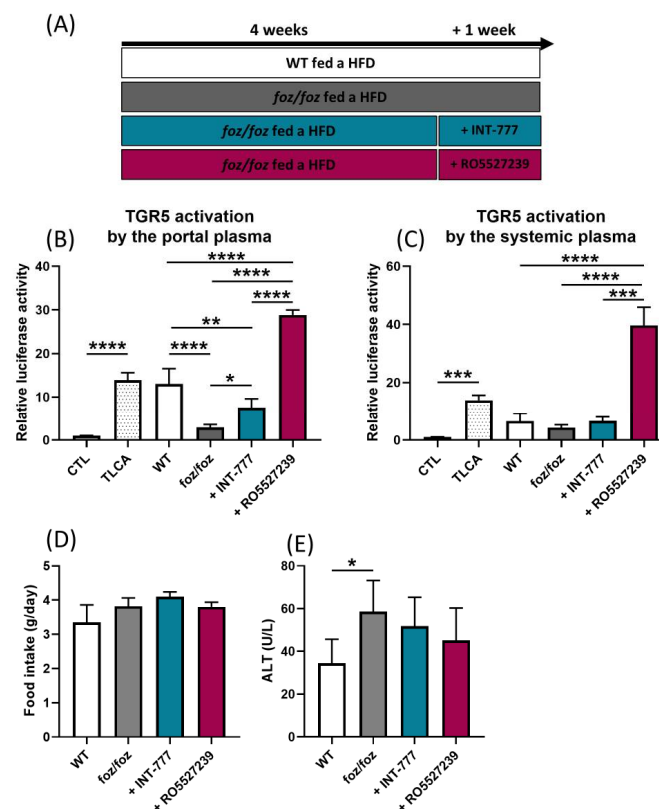 (A)
4 weeks + 1 week
WT fed a HFD
foz/foz fed a HFD
foz/foz fed a HFD + INT-777
foz/foz fed a HFD + RO5527239
TGR5 activation
by the portal plasma
(B)
Relative luciferase activity
40
30
20
10
0
****
****
****
**
****
****
*
CTL
TLCA
WT
foz/foz
+ INT-777
+ RO5527239
TGR5 activation
by the systemic plasma
(C)
Relative luciferase activity
60
40
20
0
****
****
***
***
CTL
TLCA
WT
foz/foz
+ INT-777
+ RO5527239
(D)
Food intake (g/day)
5
4
3
2
1
0
WT
foz/foz
+ INT-777
+ RO5527239
(E)
ALT (U/L)
80
60
40
20
0
*
WT
foz/foz
+ INT-777
+ RO5527239